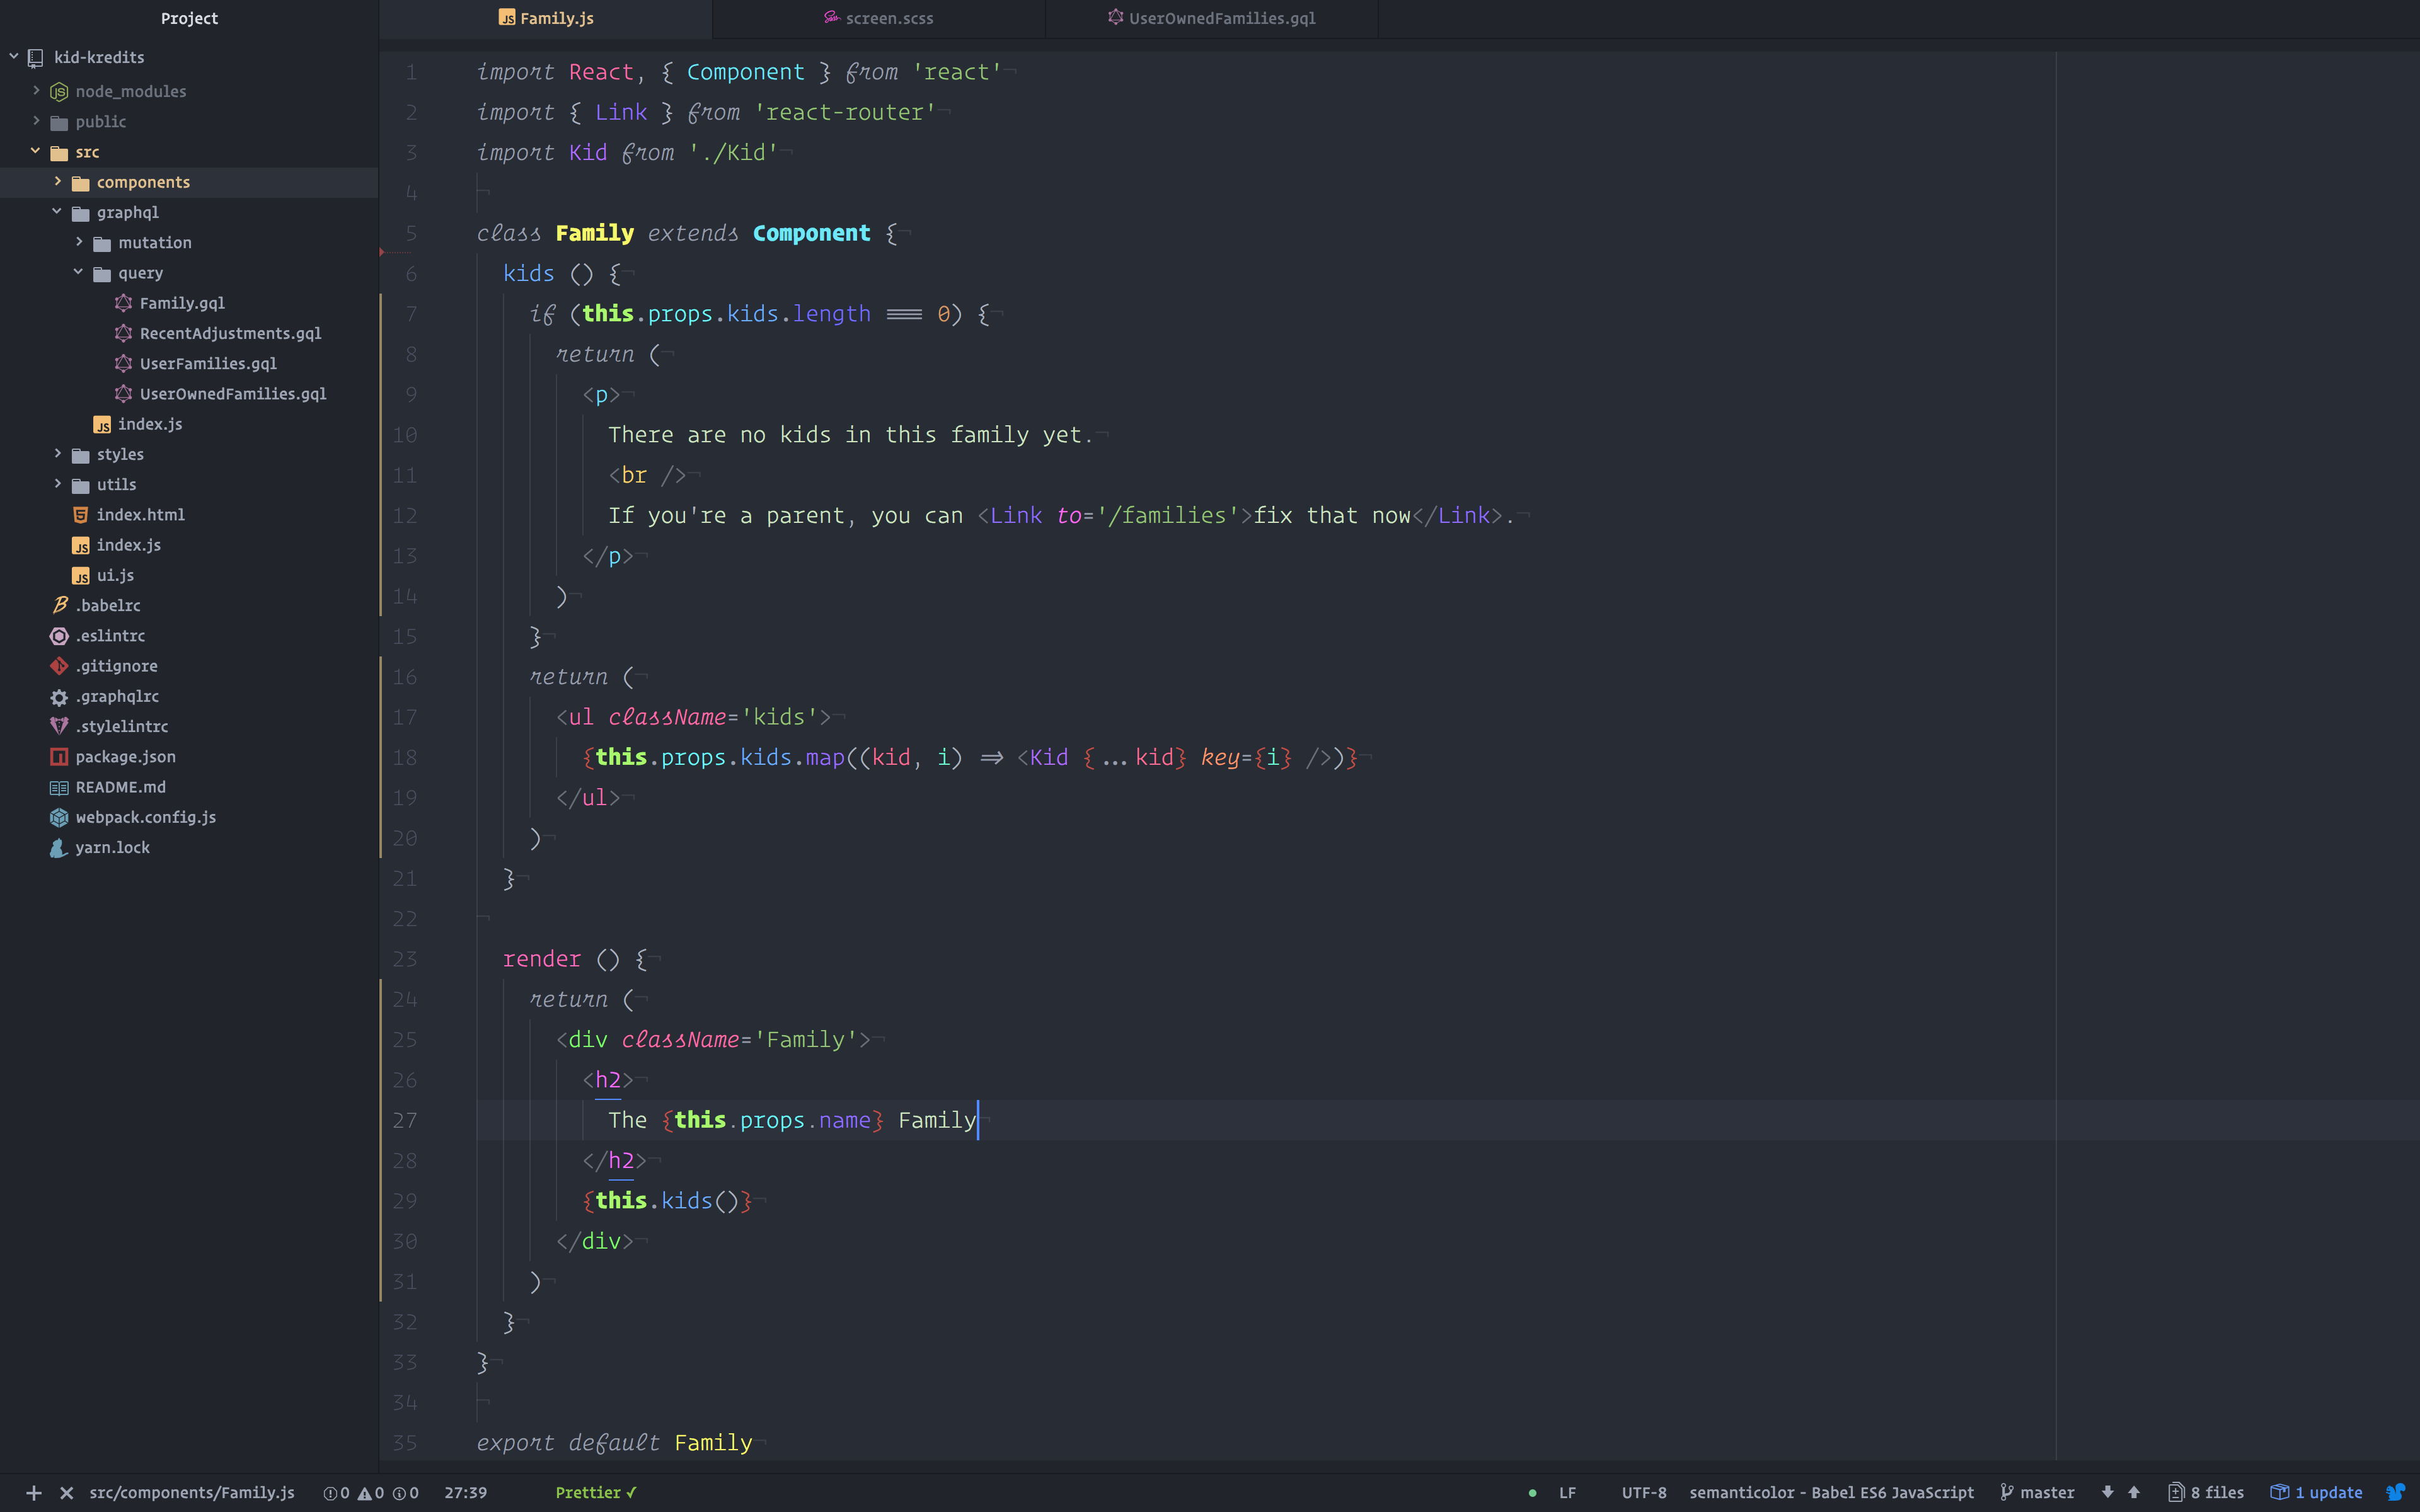 Project
kid-kredits
node_modules
public
src
components
graphql
mutation
query
Family.gql
RecentAdjustments.gql
UserFamilies.gql
UserOwnedFamilies.gql
index.js
styles
utils
index.html
index.js
ui.js
.babelrc
.eslintrc
.gitignore
.graphqlrc
.stylelintrc
package.json
README.md
webpack.config.js
yarn.lock
Family.js
screen.scss
UserOwnedFamilies.gql
1 import React, { Component } from 'react'
2 import { Link } from 'react-router'
3 import Kid from './Kid'
4
5 class Family extends Component {
6 kids () {
7 if (this.props.kids.length === 0) {
8 return (
9 <p>
10 There are no kids in this family yet.
11 <br />
12 If you're a parent, you can <Link to='/families'>fix that now</Link>.
13 </p>
14 )
15 }
16 return (
17 <ul className='kids'>
18 {this.props.kids.map((kid, i) => <Kid {...kid} key={i} />)}
19 </ul>
20 )
21 }
22
23 render () {
24 return (
25 <div className='Family'>
26 <h2>
27 The {this.props.name} Family
28 </h2>
29 {this.kids()}
30 </div>
31 )
32 }
33 }
34
35 export default Family
src/components/Family.js 0 0 0 27:39 Prettier ✓ LF UTF-8 semanticolor - Babel ES6 JavaScript master 8 files 1 update